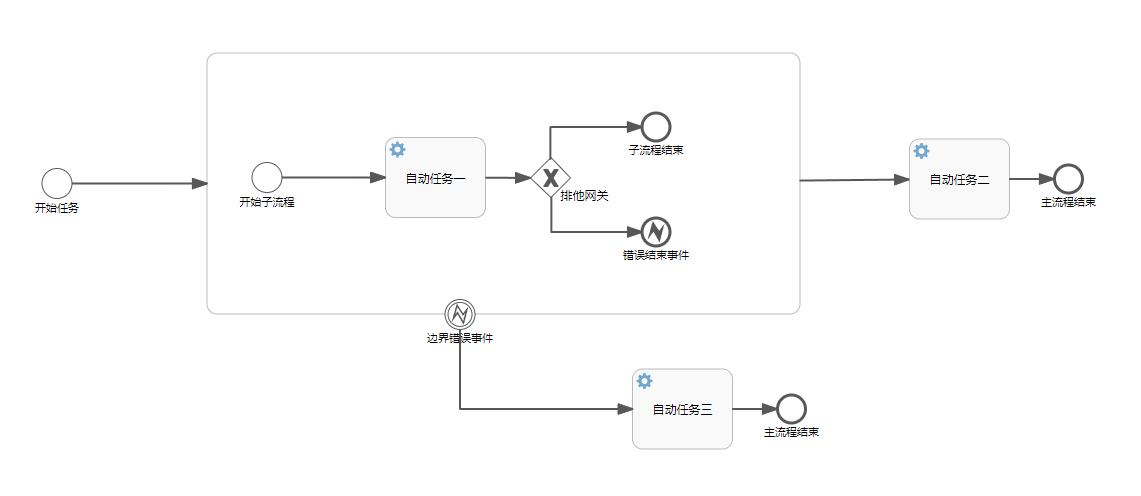 开始任务
开始子流程
自动任务一
排他网关
子流程结束
错误结束事件
自动任务二
主流程结束
边界错误事件
自动任务三
主流程结束